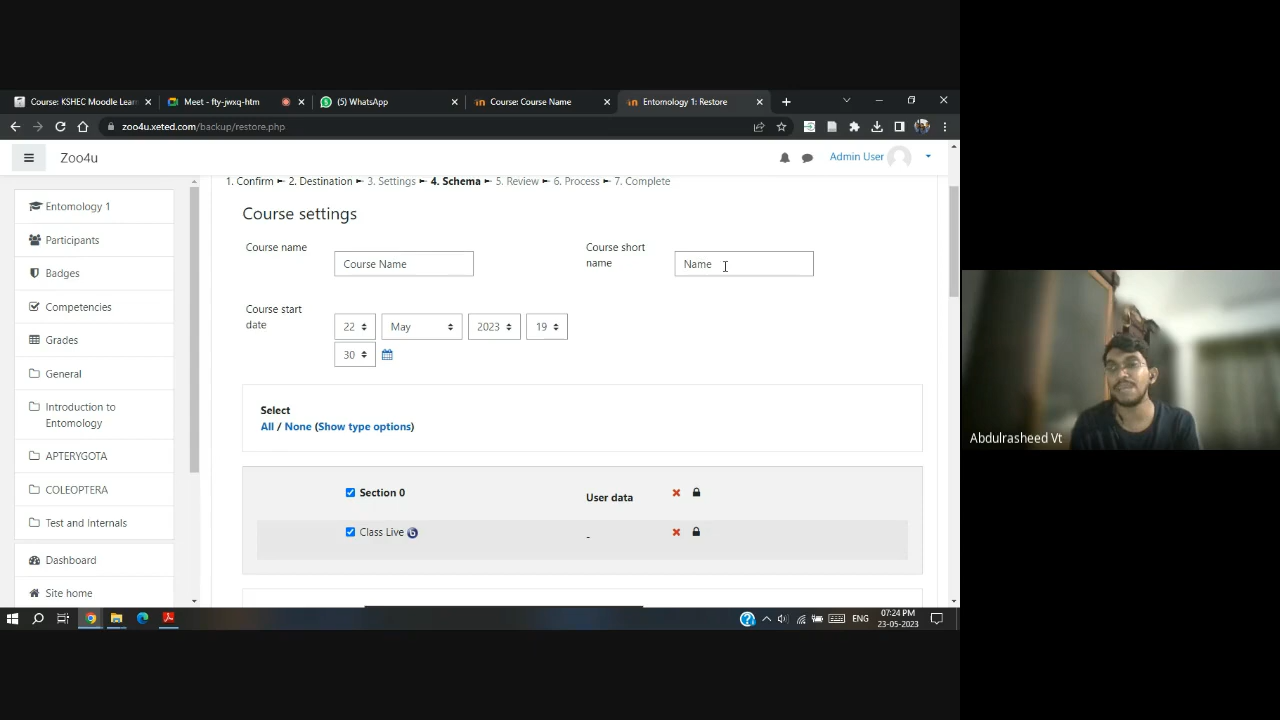 Course: KSHEC Moodle Lear
Meet - fty-jwxq-htm
(5) WhatsApp
Course: Course Name
Entomology 1: Restore
zoo4u.xeted.com/backup/restore.php
Zoo4u
Admin User
1. Confirm ► 2. Destination ► 3. Settings ► 4. Schema ► 5. Review ► 6. Process ► 7. Complete
Entomology 1
Participants
Badges
Competencies
Grades
General
Introduction to
Entomology
APTERYGOTA
COLEOPTERA
Test and Internals
Dashboard
Site home
Course settings
Course name
Course Name
Course short
name
Name
Course start
date
22
May
2023
19
30
Select
All / None (Show type options)
Section 0
User data
Class Live
-
Abdulrasheed Vt
ENG
07:24 PM
23-05-2023